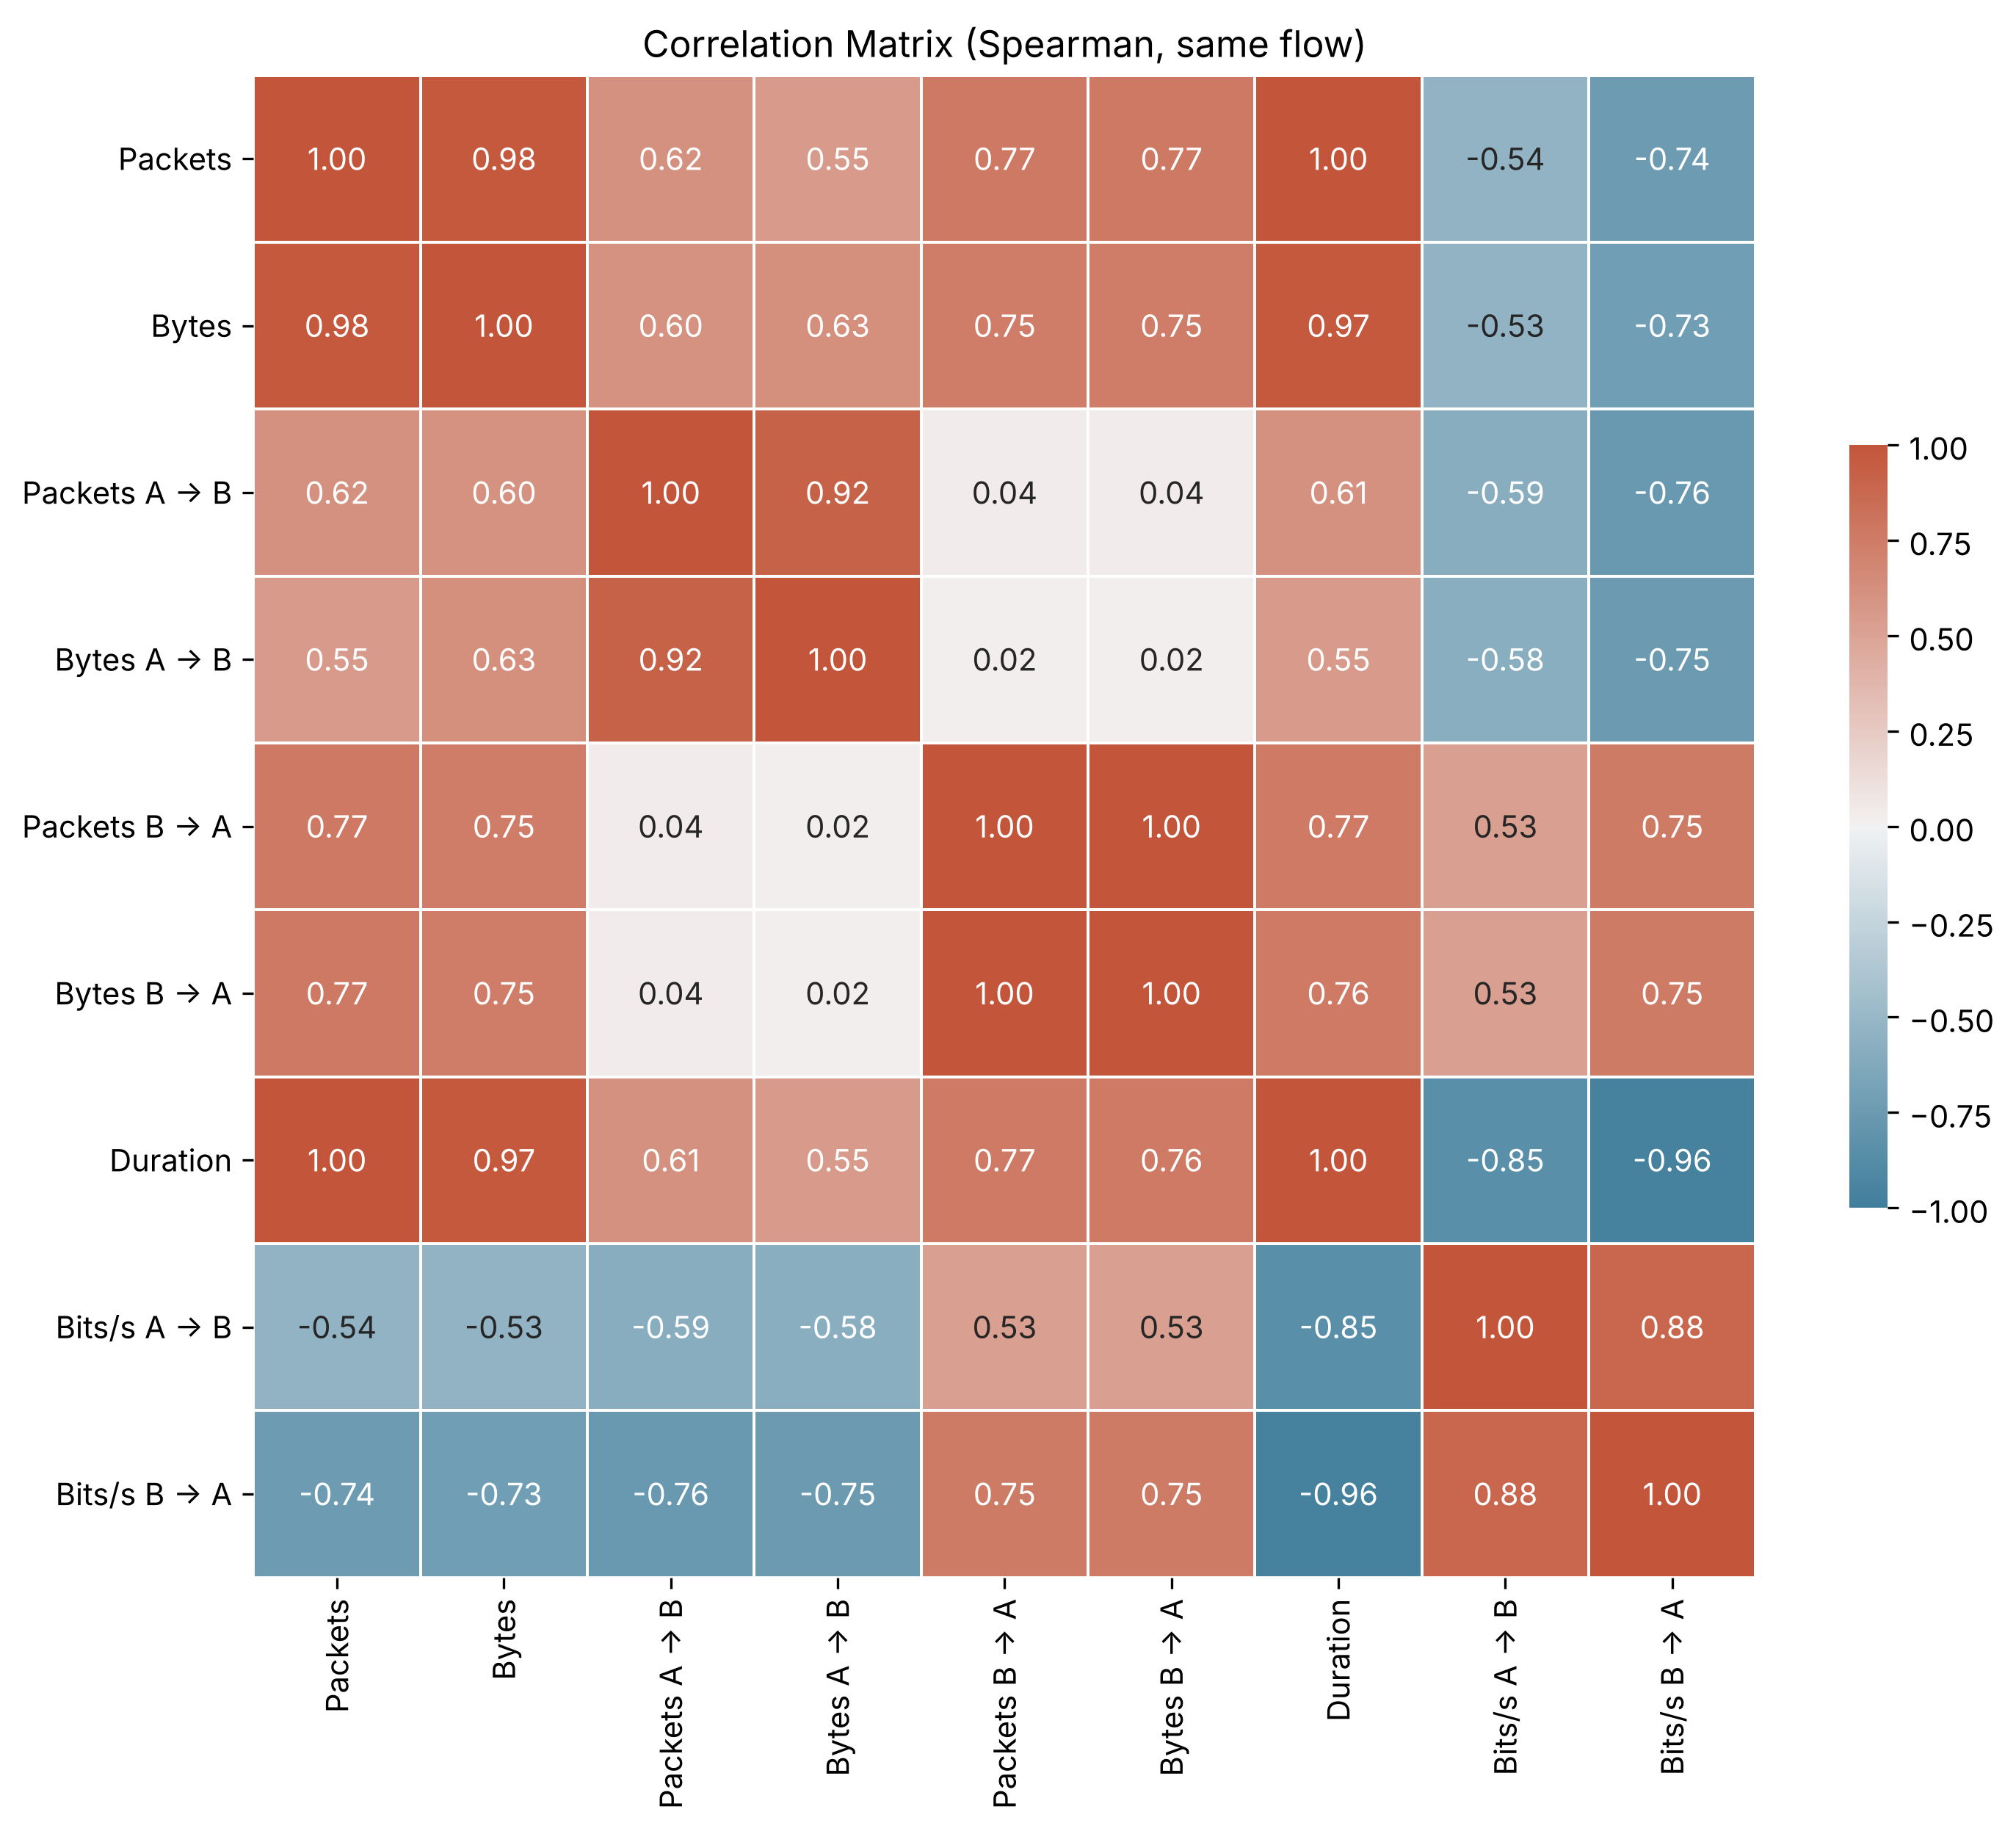 Correlation Matrix (Spearman, same flow)
Packets 1.00 0.98 0.62 0.55 0.77 0.77 1.00 -0.54 -0.74
Bytes 0.98 1.00 0.60 0.63 0.75 0.75 0.97 -0.53 -0.73
Packets A → B 0.62 0.60 1.00 0.92 0.04 0.04 0.61 -0.59 -0.76
Bytes A → B 0.55 0.63 0.92 1.00 0.02 0.02 0.55 -0.58 -0.75
Packets B → A 0.77 0.75 0.04 0.02 1.00 1.00 0.77 0.53 0.75
Bytes B → A 0.77 0.75 0.04 0.02 1.00 1.00 0.76 0.53 0.75
Duration 1.00 0.97 0.61 0.55 0.77 0.76 1.00 -0.85 -0.96
Bits/s A → B -0.54 -0.53 -0.59 -0.58 0.53 0.53 -0.85 1.00 0.88
Bits/s B → A -0.74 -0.73 -0.76 -0.75 0.75 0.75 -0.96 0.88 1.00
Packets
Bytes
Packets A → B
Bytes A → B
Packets B → A
Bytes B → A
Duration
Bits/s A → B
Bits/s B → A
1.00
0.75
0.50
0.25
0.00
−0.25
−0.50
−0.75
−1.00